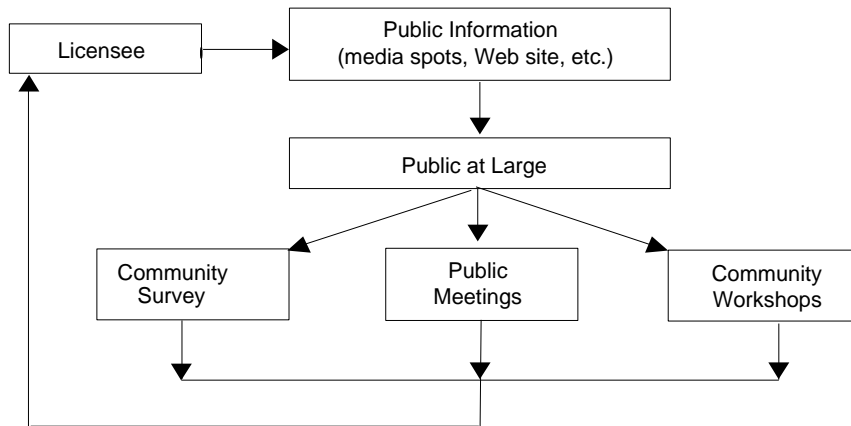 Licensee
Public Information
(media spots, Web site, etc.)
Public at Large
Community
Survey
Public
Meetings
Community
Workshops